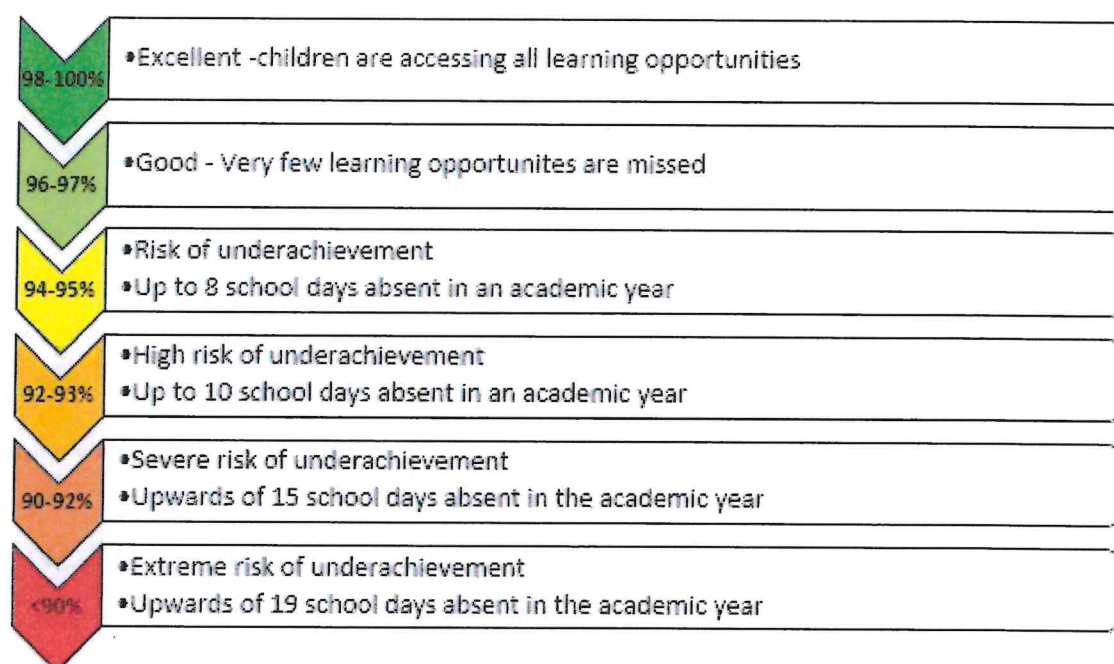 98-100%
•Excellent -children are accessing all learning opportunities
96-97%
•Good - Very few learning opportunites are missed
94-95%
•Risk of underachievement
•Up to 8 school days absent in an academic year
92-93%
•High risk of underachievement
•Up to 10 school days absent in an academic year
90-92%
•Severe risk of underachievement
•Upwards of 15 school days absent in the academic year
<90%
•Extreme risk of underachievement
•Upwards of 19 school days absent in the academic year